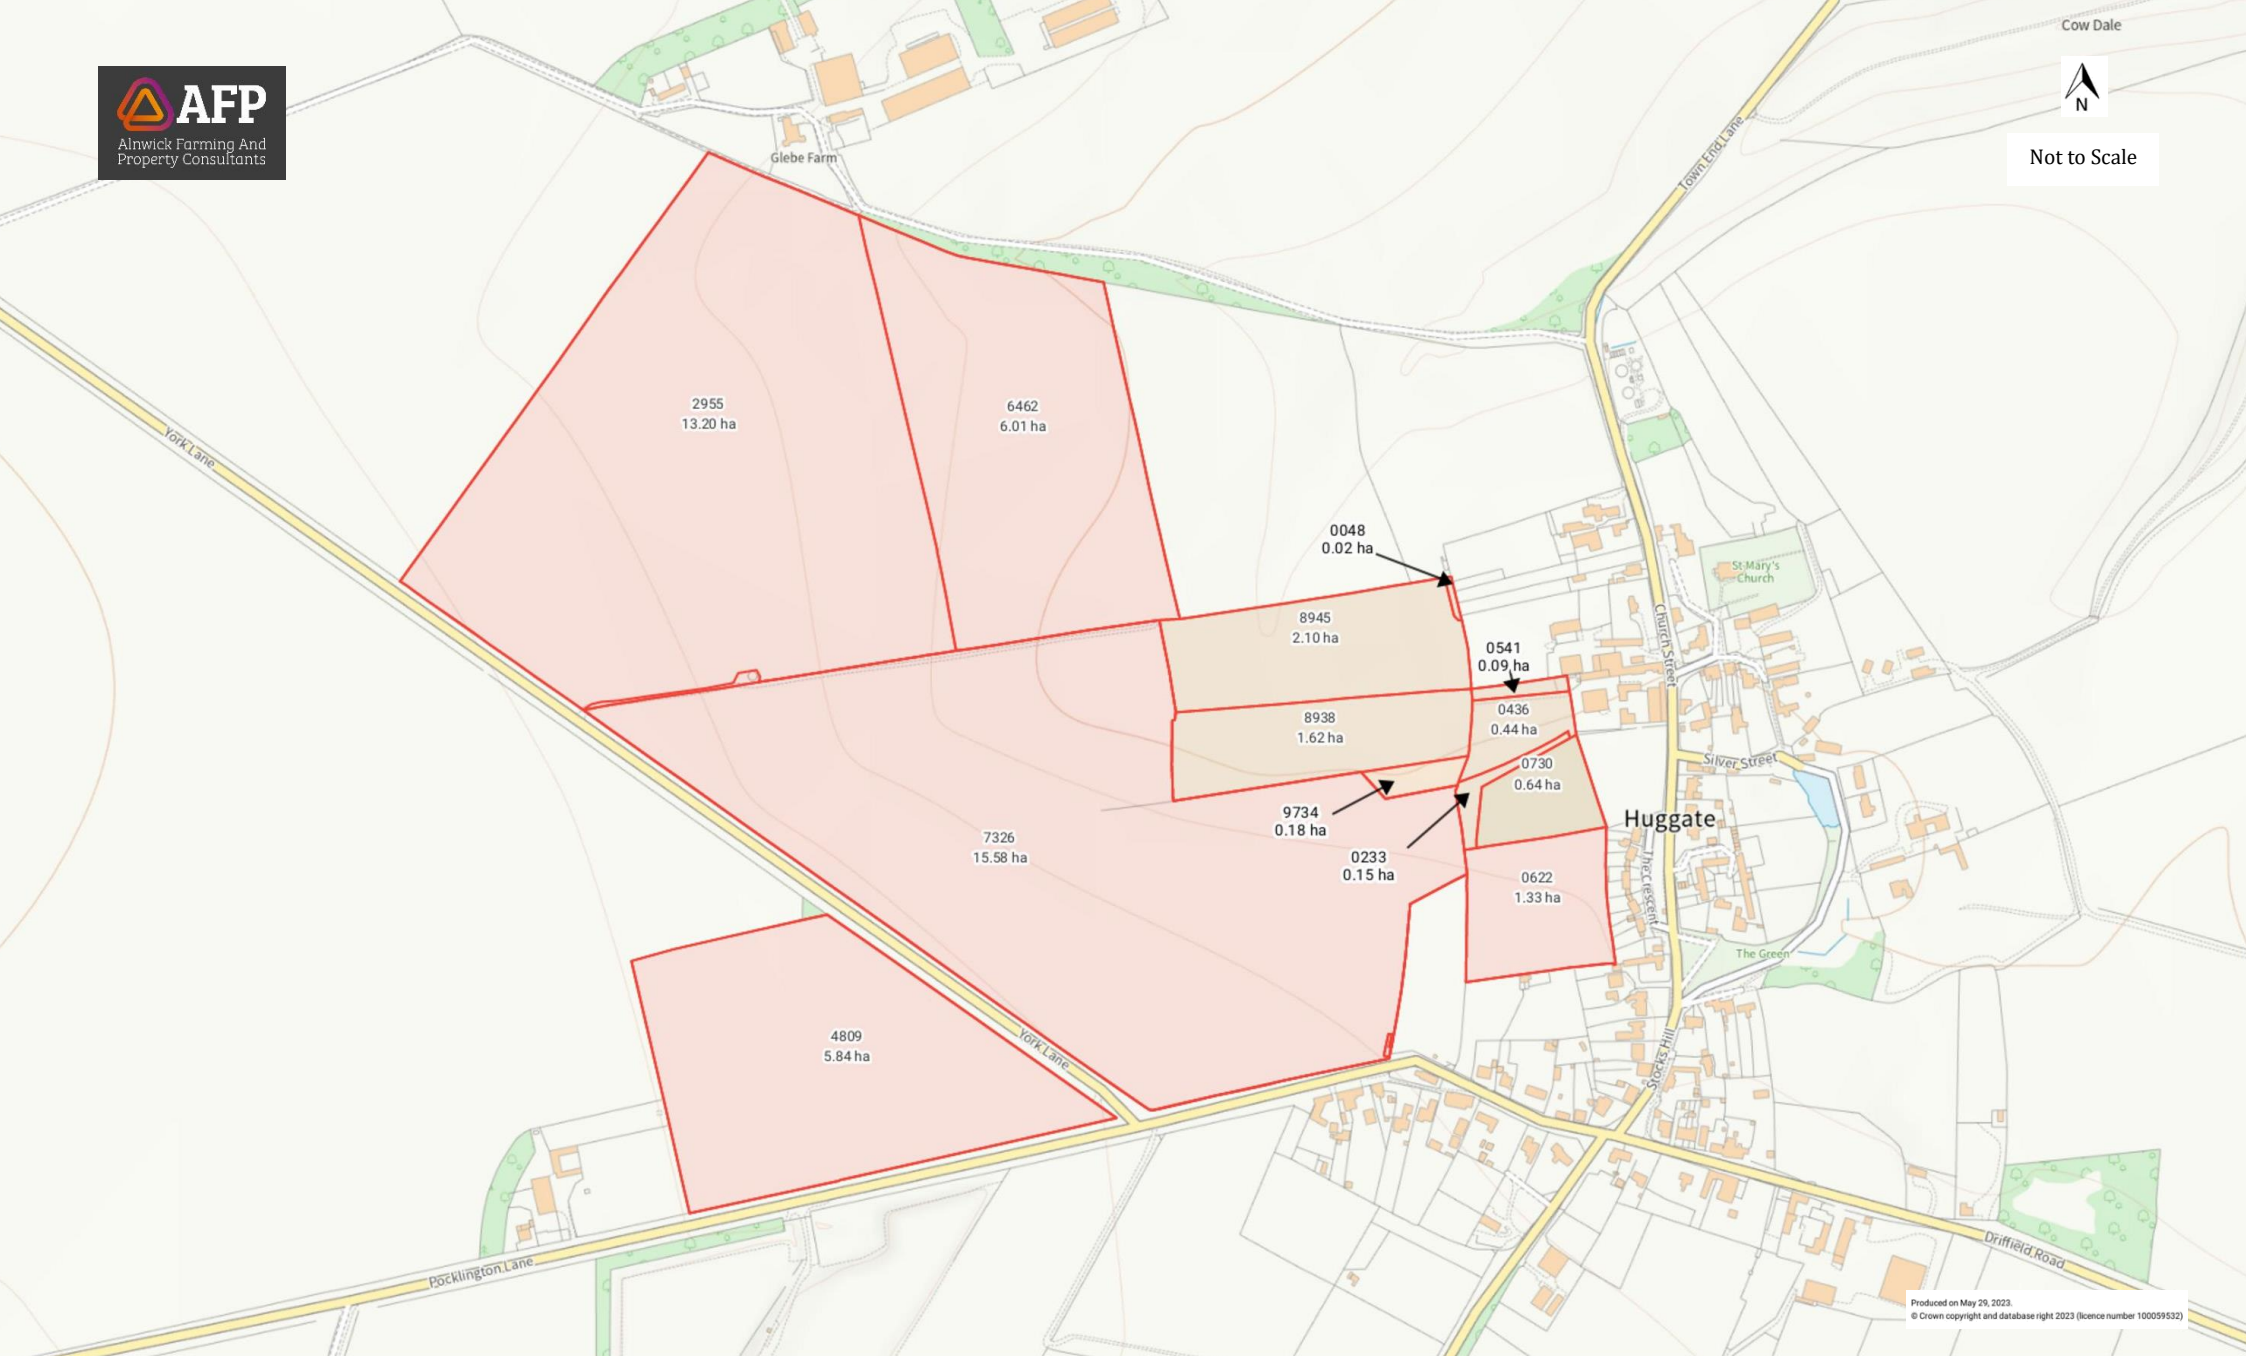 Cow Dale
AFP
Alnwick Farming And
Property Consultants
N
Not to Scale
Town End Lane
Glebe Farm
2955
13.20 ha
6462
6.01 ha
York Lane
0048
0.02 ha
St Mary's
Church
8945
2.10 ha
Church Street
0541
0.09 ha
8938
1.62 ha
0436
0.44 ha
0730
0.64 ha
Silver Street
9734
0.18 ha
Huggate
7326
15.58 ha
0233
0.15 ha
0622
1.33 ha
The Crescent
The Green
4809
5.84 ha
York Lane
Stocks Hill
Pocklington Lane
Driffield Road
Produced on May 29, 2023.
© Crown copyright and database right 2023 (licence number 100059532)